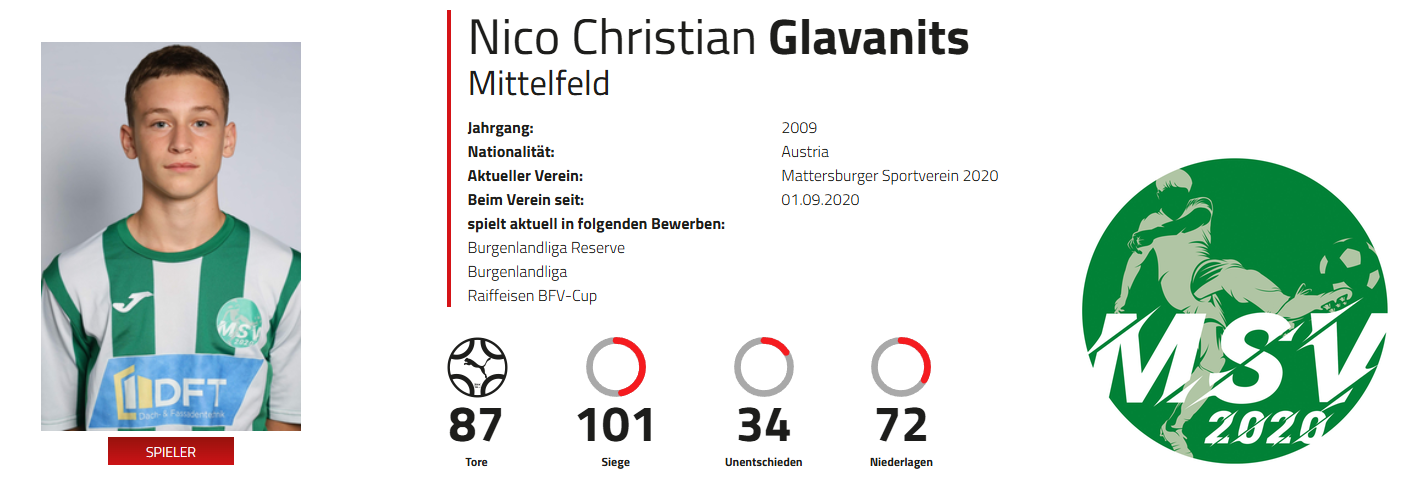 Nico Christian Glavanits
Mittelfeld
Jahrgang: 2009
Nationalität: Austria
Aktueller Verein: Mattersburger Sportverein 2020
Beim Verein seit: 01.09.2020
spielt aktuell in folgenden Bewerben:
Burgenlandliga Reserve
Burgenlandliga
Raiffeisen BFV-Cup
MSV
2020
DFT
Dach- & Fassadentechnik
SPIELER
87 101 34 72
Tore Siege Unentschieden Niederlagen
MSV
2020